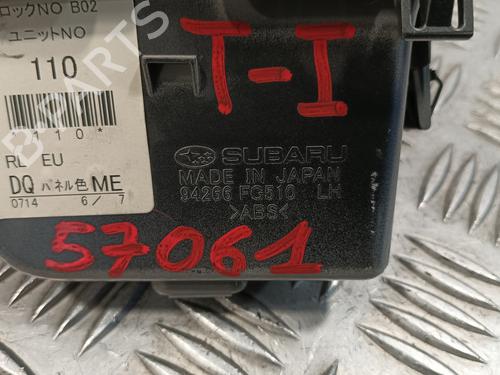 ロックNO B02
ユニットNO
110
110*
RL EU
DQ パネル色 ME
0714 6/7
T-I
SUBARU
MADE IN JAPAN
94266 FG510 LH
>ABS<
57061
B-PARTS